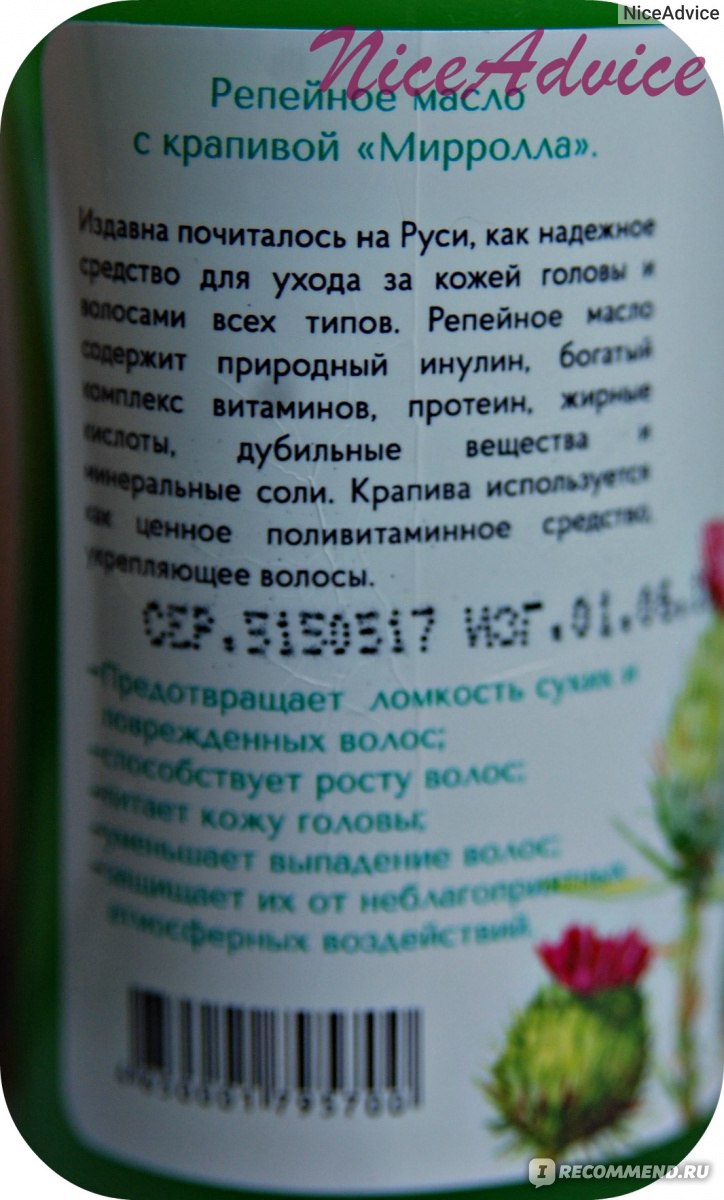 NiceAdvice
NiceAdvice
Репейное масло
с крапивой «Мирролла».
Издавна почиталось на Руси, как надежное
средство для ухода за кожей головы и
волосами всех типов. Репейное масло
содержит природный инулин, богатый
комплекс витаминов, протеин, жирные
кислоты, дубильные вещества и
минеральные соли. Крапива используется
как ценное поливитаминное средство,
укрепляющее волосы.
СЕР.3150517 ИЗГ.01.06.
-Предотвращает ломкость сухих и
поврежденных волос;
-способствует росту волос;
-питает кожу головы;
-уменьшает выпадение волос;
-защищает их от неблагоприятных
атмосферных воздействий.
I RECOMMEND.RU